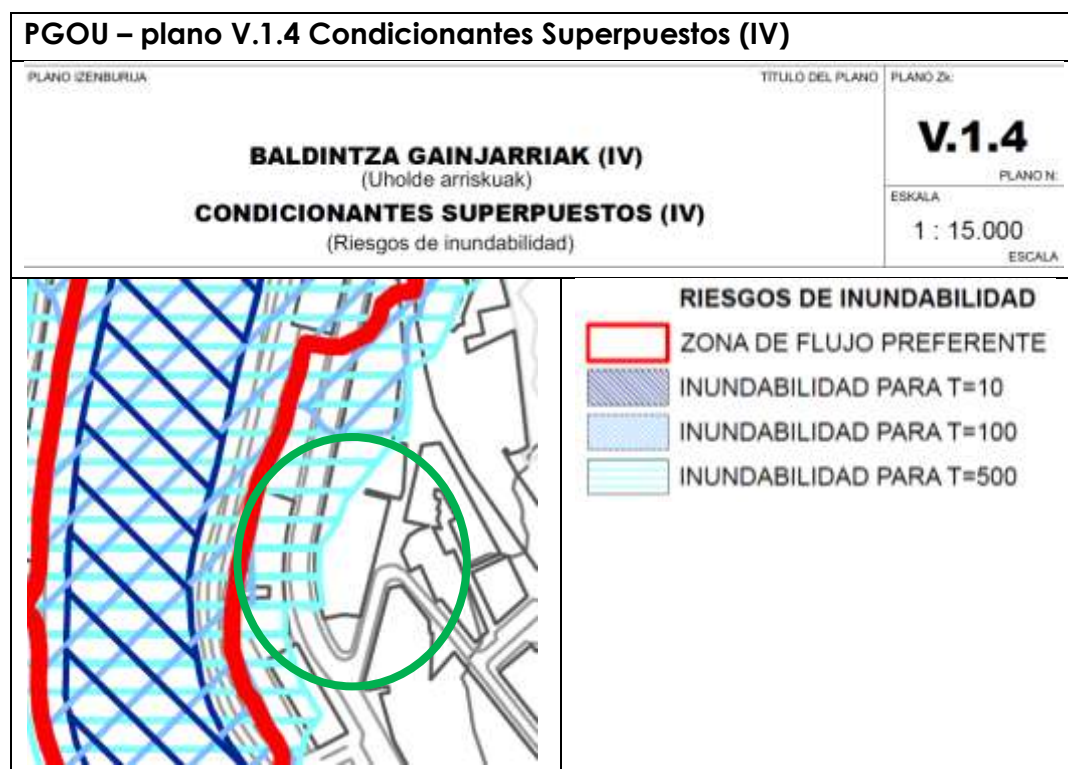 PGOU – plano V.1.4 Condicionantes Superpuestos (IV)
PLANO IZENBURUA
TÍTULO DEL PLANO
PLANO Zk:
BALDINTZA GAINJARRIAK (IV)
(Uholde arriskuak)
CONDICIONANTES SUPERPUESTOS (IV)
(Riesgos de inundabilidad)
V.1.4
PLANO N:
ESKALA
1 : 15.000
ESCALA
RIESGOS DE INUNDABILIDAD
ZONA DE FLUJO PREFERENTE
INUNDABILIDAD PARA T=10
INUNDABILIDAD PARA T=100
INUNDABILIDAD PARA T=500